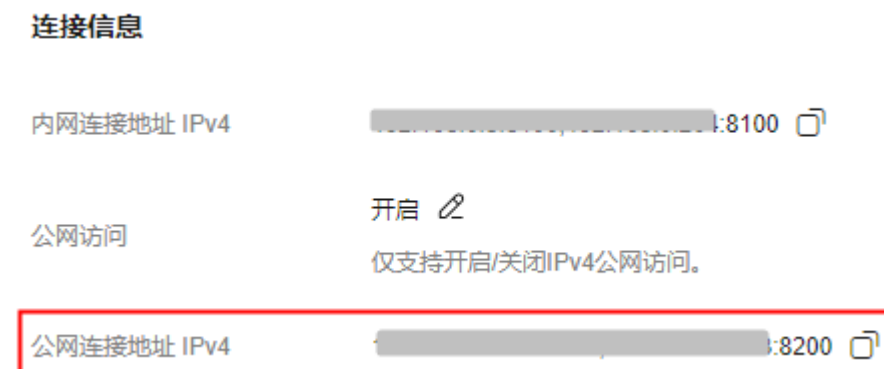 连接信息
内网连接地址 IPv4 :8100
开启
公网访问
仅支持开启/关闭IPv4公网访问。
公网连接地址 IPv4 :8200